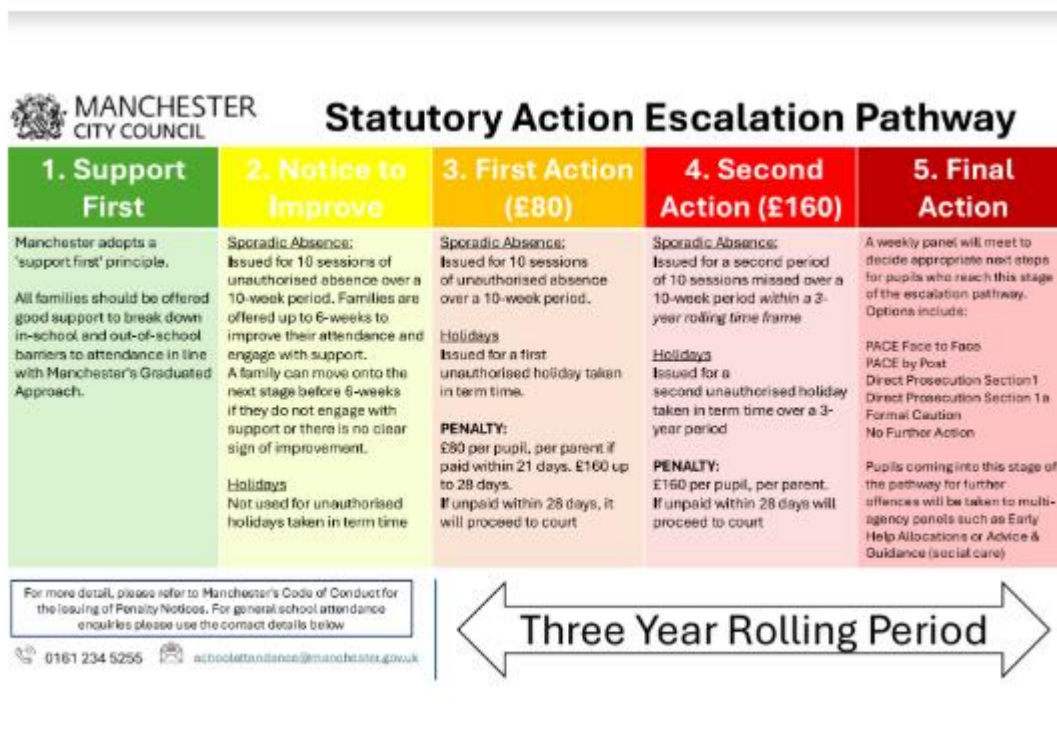 MANCHESTER
CITY COUNCIL
Statutory Action Escalation Pathway
1. Support
First
Manchester adopts a
'support first' principle.
All families should be offered
good support to break down
in-school and out-of-school
barriers to attendance in line
with Manchester's Graduated
Approach.
2. Notice to
Improve
Sporadic Absence:
Issued for 10 sessions of
unauthorised absence over a
10-week period. Families are
offered up to 6-weeks to
improve their attendance and
engage with support.
A family can move onto the
next stage before 6-weeks
if they do not engage with
support or there is no clear
sign of improvement.
Holidays
Not used for unauthorised
holidays taken in term time
3. First Action
(£80)
Sporadic Absence:
Issued for 10 sessions
of unauthorised absence
over a 10-week period.
Holidays
Issued for a first
unauthorised holiday taken
in term time.
PENALTY:
£80 per pupil, per parent if
paid within 21 days. £160 up
to 28 days.
If unpaid within 28 days, it
will proceed to court
4. Second
Action (£160)
Sporadic Absence:
Issued for a second period
of 10 sessions missed over a
10-week period within a 3-
year rolling time frame
Holidays
Issued for a
second unauthorised holiday
taken in term time over a 3-
year period
PENALTY:
£160 per pupil, per parent.
If unpaid within 28 days will
proceed to court
5. Final
Action
A weekly panel will meet to
decide appropriate next steps
for pupils who reach this stage
of the escalation pathway.
Options include:
PACE Face to Face
PACE by Post
Direct Prosecution Section1
Direct Prosecution Section 1a
Formal Caution
No Further Action
Pupils coming into this stage of
the pathway for further
offences will be taken to multi-
agency panels such as Early
Help Allocations or Advice &
Guidance (social care)
For more detail, please refer to Manchester's Code of Conduct for
the Issuing of Penalty Notices. For general school attendance
enquiries please use the contact details below
0161 234 5255 schoolattendance@manchester.gov.uk
Three Year Rolling Period